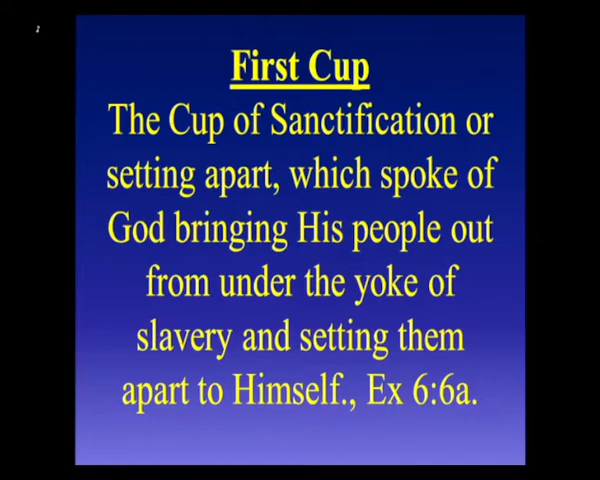 First Cup
The Cup of Sanctification or
setting apart, which spoke of
God bringing His people out
from under the yoke of
slavery and setting them
apart to Himself., Ex 6:6a.